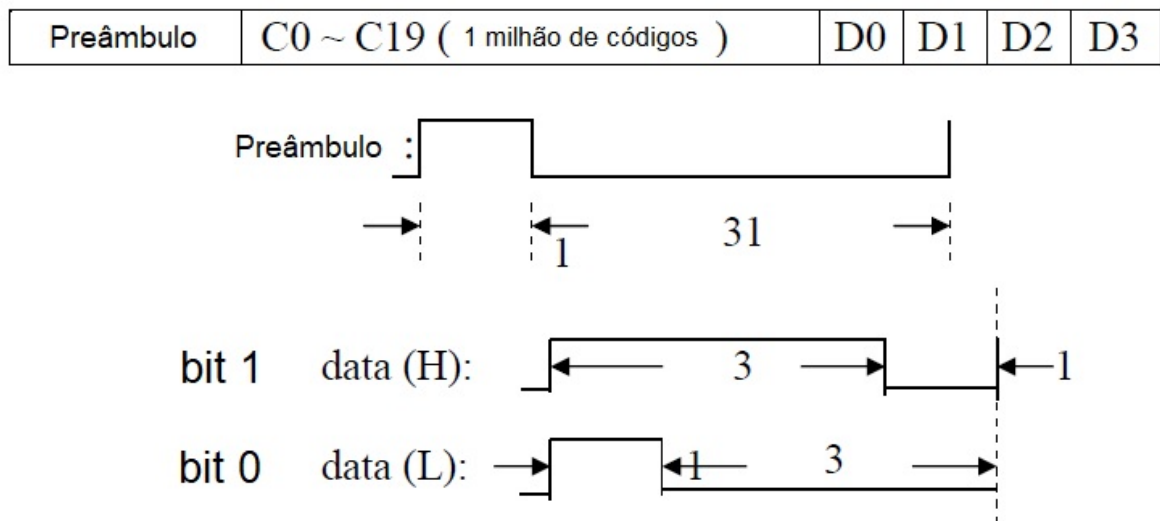 Preâmbulo C0 ~ C19 ( 1 milhão de códigos ) D0 D1 D2 D3
Preâmbulo :
1 31
bit 1 data (H): 3 1
bit 0 data (L): 1 3